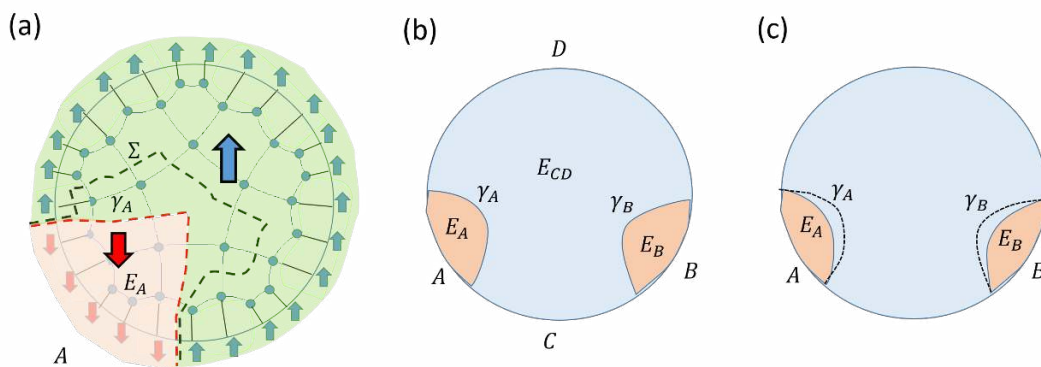 (a)
Σ
γ_A
E_A
A
(b)
D
E_CD
γ_A
γ_B
E_A
E_B
A
B
C
(c)
γ_A
γ_B
E_A
E_B
A
B